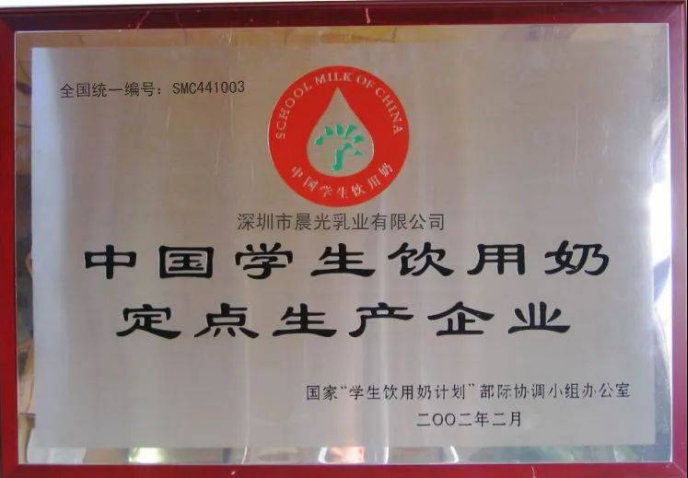 全国统一编号：SMC441003
SCHOOL MILK OF CHINA
学
中国学生饮用奶
深圳市晨光乳业有限公司
中国学生饮用奶
定点生产企业
国家“学生饮用奶计划”部际协调小组办公室
二OO二年二月